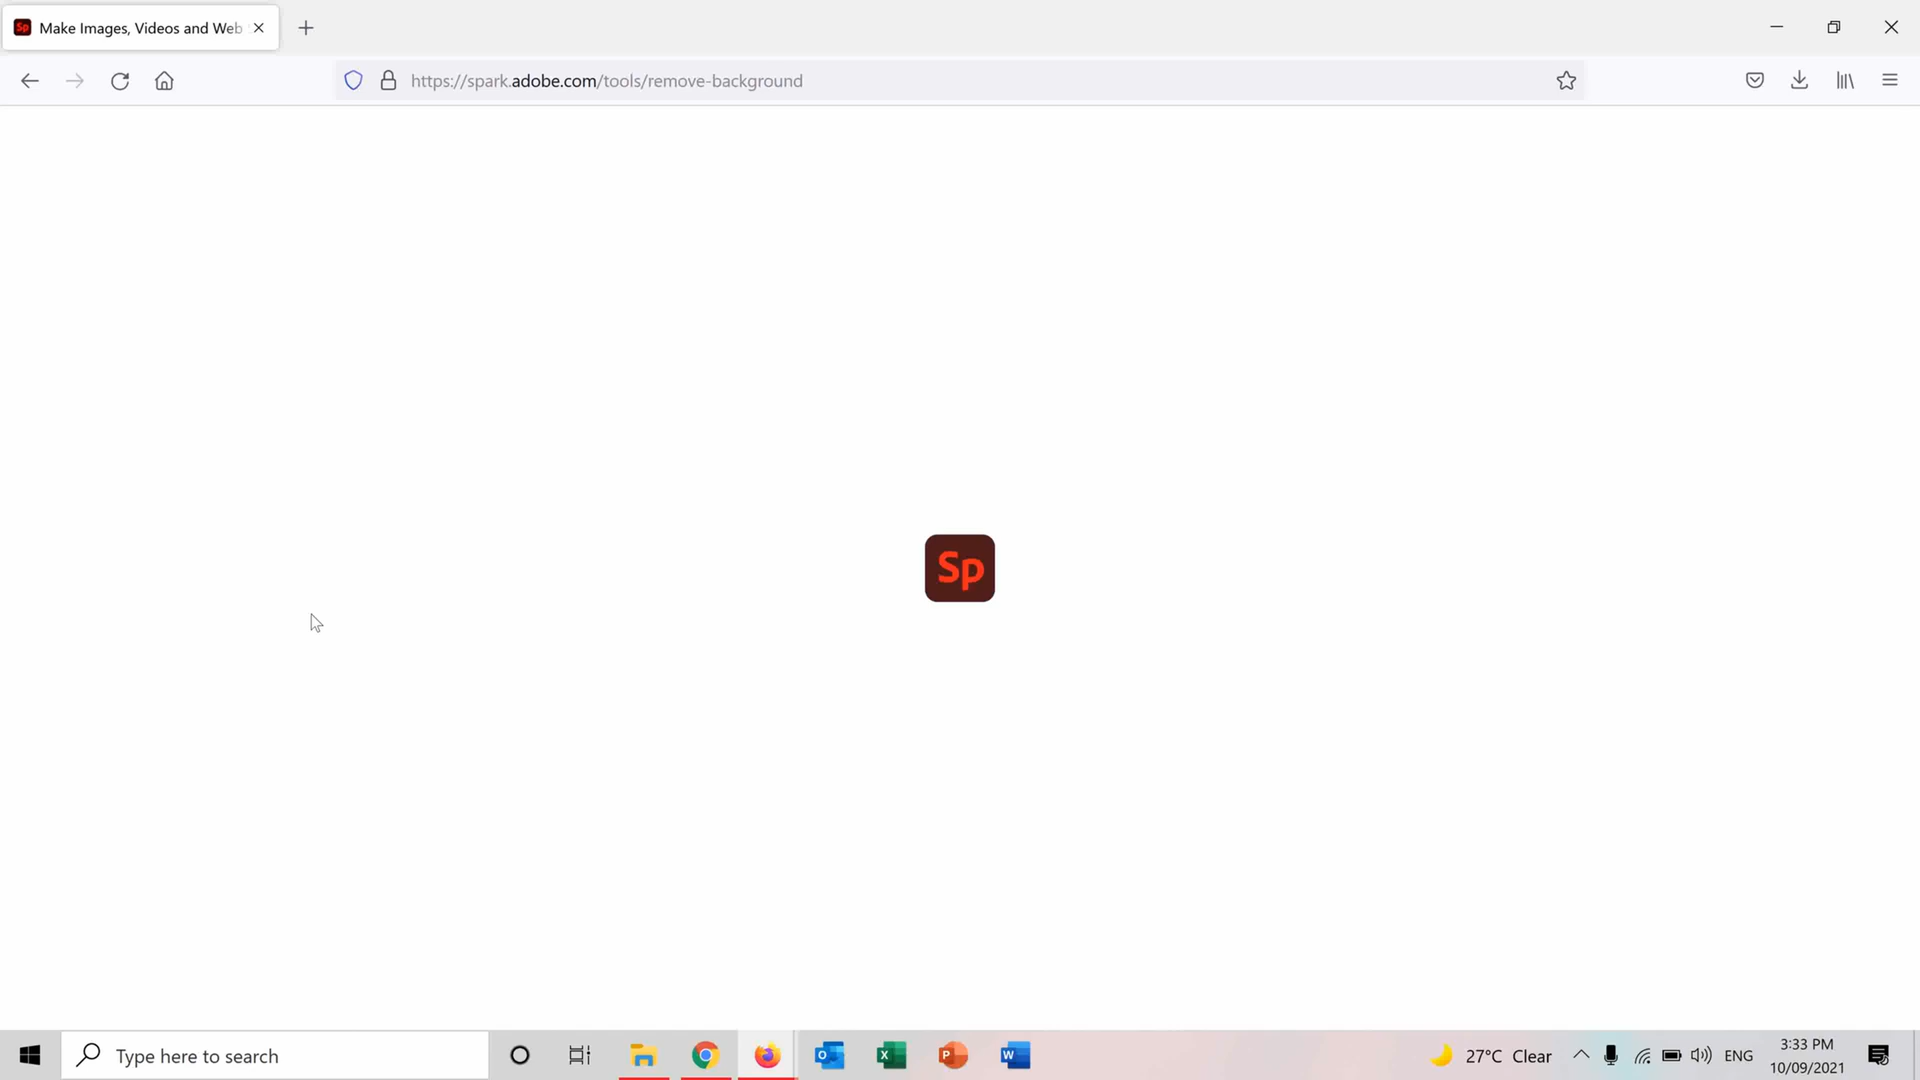 Sp Make Images, Videos and Web
https://spark.adobe.com/tools/remove-background
Sp
Type here to search
27°C Clear
ENG
3:33 PM
10/09/2021